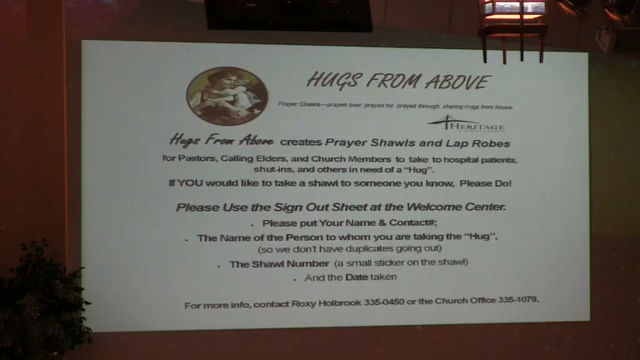 HUGS FROM ABOVE
Prayer Shawls—prayed over, prayed for, prayed through, sharing Hugs from Above.
HERITAGE
Hugs From Above creates Prayer Shawls and Lap Robes
for Pastors, Calling Elders, and Church Members to take to hospital patients,
shut-ins, and others in need of a "Hug".
If YOU would like to take a shawl to someone you know, Please Do!
Please Use the Sign Out Sheet at the Welcome Center.
• Please put Your Name & Contact#;
• The Name of the Person to whom you are taking the "Hug",
(so we don't have duplicates going out)
• The Shawl Number (a small sticker on the shawl)
• And the Date taken
For more info, contact Roxy Holbrook 335-0450 or the Church Office 335-1079.